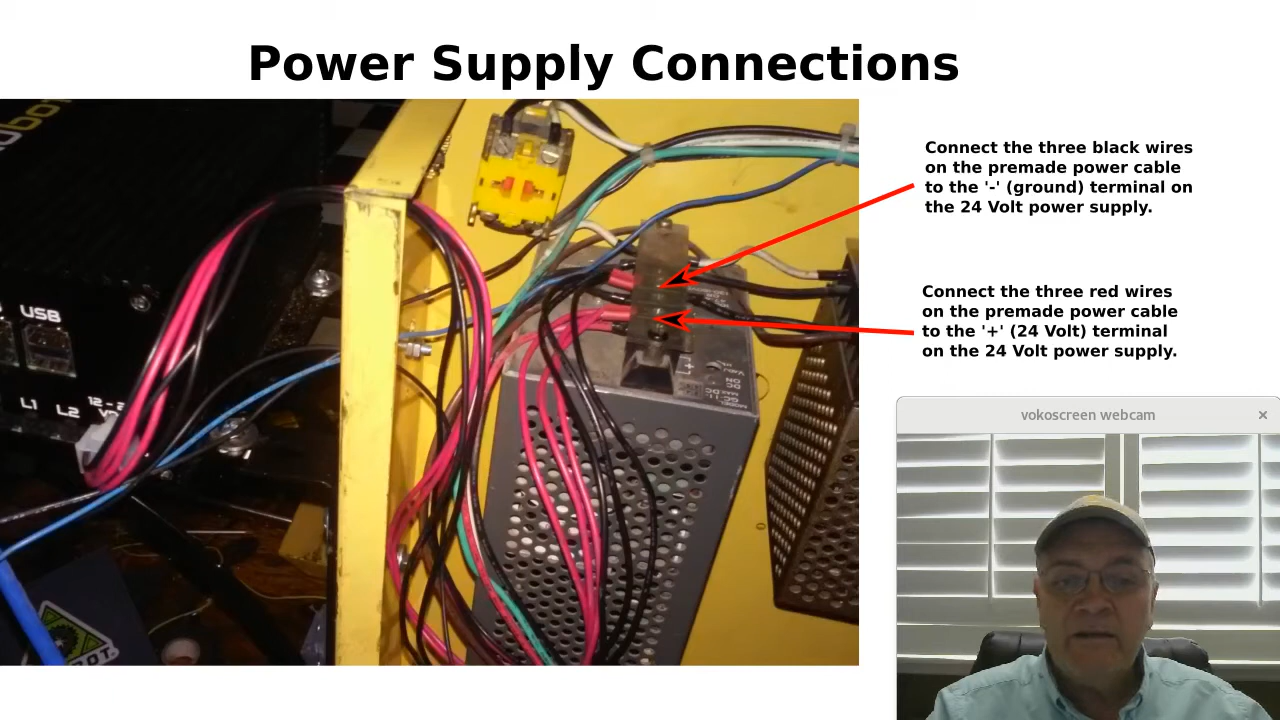 Power Supply Connections
Connect the three black wires
on the premade power cable
to the '-' (ground) terminal on
the 24 Volt power supply.
Connect the three red wires
on the premade power cable
to the '+' (24 Volt) terminal
on the 24 Volt power supply.
vokoscreen webcam ×
USB
L1 L2